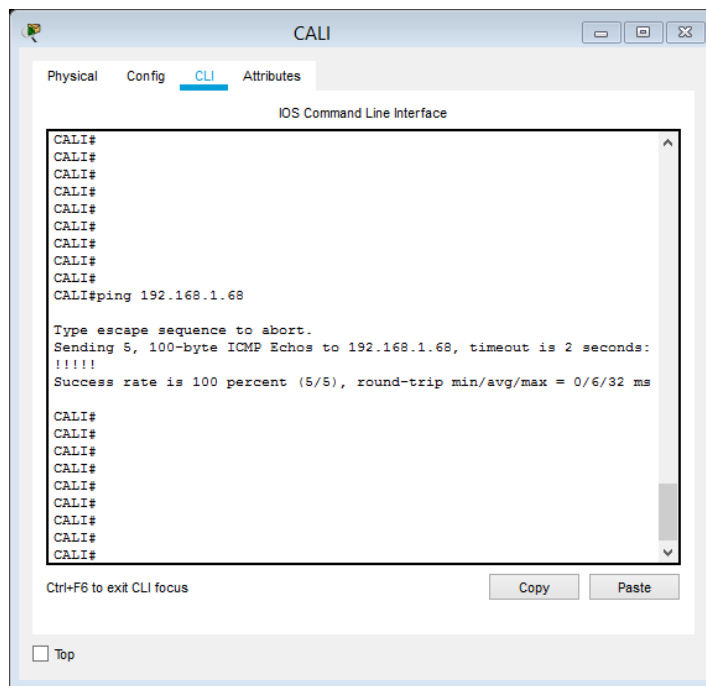 CALI
Physical Config CLI Attributes
IOS Command Line Interface
CALI#
CALI#
CALI#
CALI#
CALI#
CALI#
CALI#
CALI#
CALI#
CALI#ping 192.168.1.68
Type escape sequence to abort.
Sending 5, 100-byte ICMP Echos to 192.168.1.68, timeout is 2 seconds:
!!!!!
Success rate is 100 percent (5/5), round-trip min/avg/max = 0/6/32 ms
CALI#
CALI#
CALI#
CALI#
CALI#
CALI#
CALI#
CALI#
CALI#
Ctrl+F6 to exit CLI focus
Copy Paste
Top